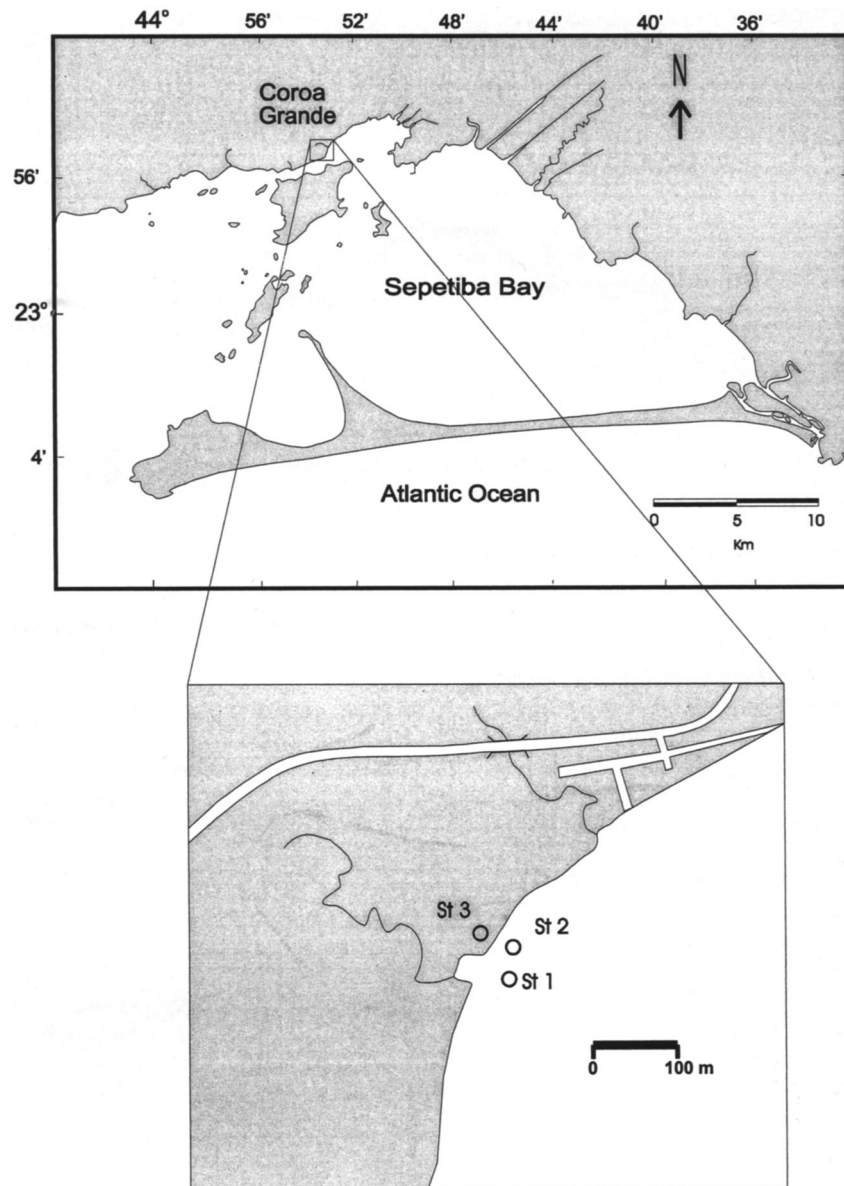 44° 56' 52' 48' 44' 40' 36'
N
Coroa
Grande
56'
Sepetiba Bay
23°
4'
Atlantic Ocean
0 5 10
Km
St 3
St 2
St 1
0 100 m